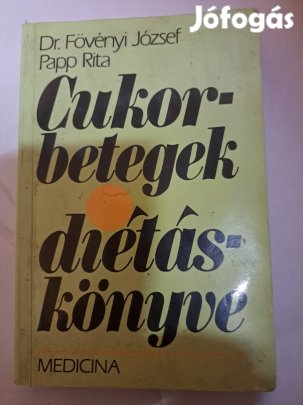 Jófogás
Dr. Fövényi József
Papp Rita
Cukor-
betegek
diétás-
könyve
MEDICINA